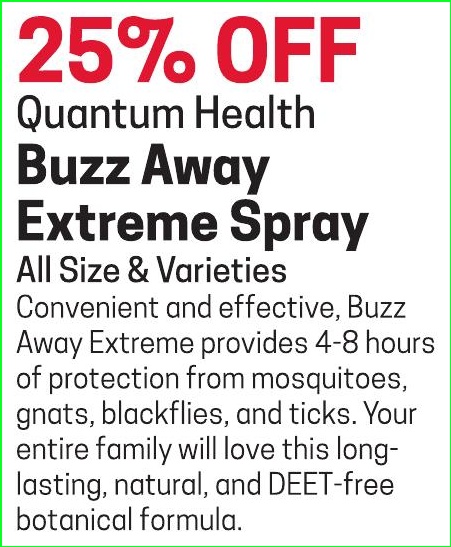 25% OFF
Quantum Health
Buzz Away
Extreme Spray
All Size & Varieties
Convenient and effective, Buzz
Away Extreme provides 4-8 hours
of protection from mosquitoes,
gnats, blackflies, and ticks. Your
entire family will love this long-
lasting, natural, and DEET-free
botanical formula.